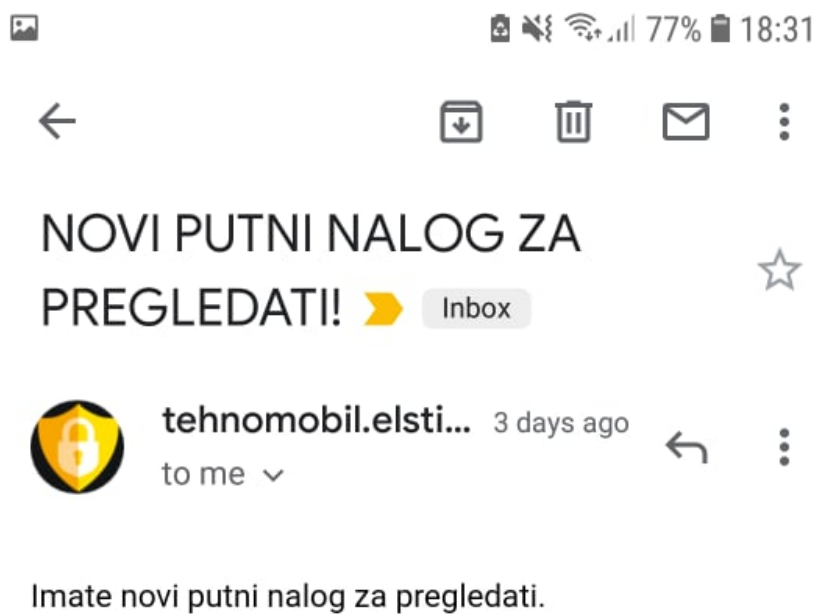 77% 18:31
NOVI PUTNI NALOG ZA
PREGLEDATI! Inbox
tehnomobil.elsti... 3 days ago
to me
Imate novi putni nalog za pregledati.